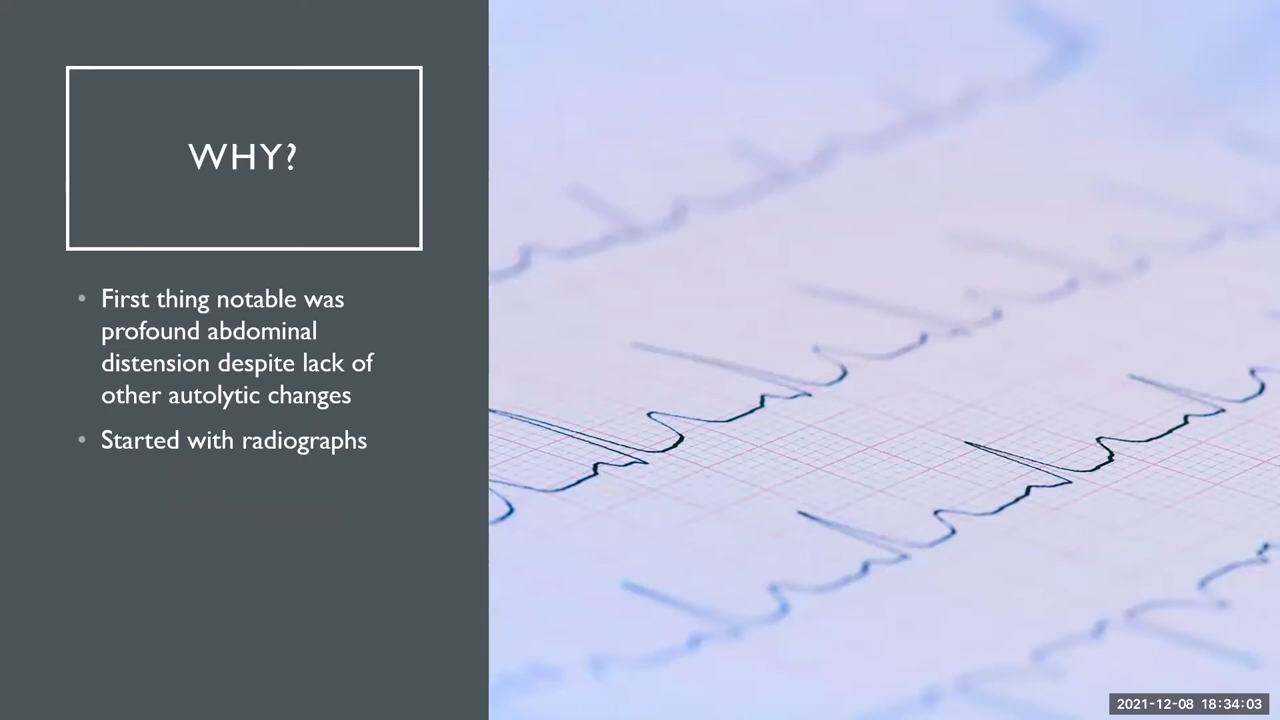 WHY?
• First thing notable was
profound abdominal
distension despite lack of
other autolytic changes
• Started with radiographs
2021-12-08 18:34:03